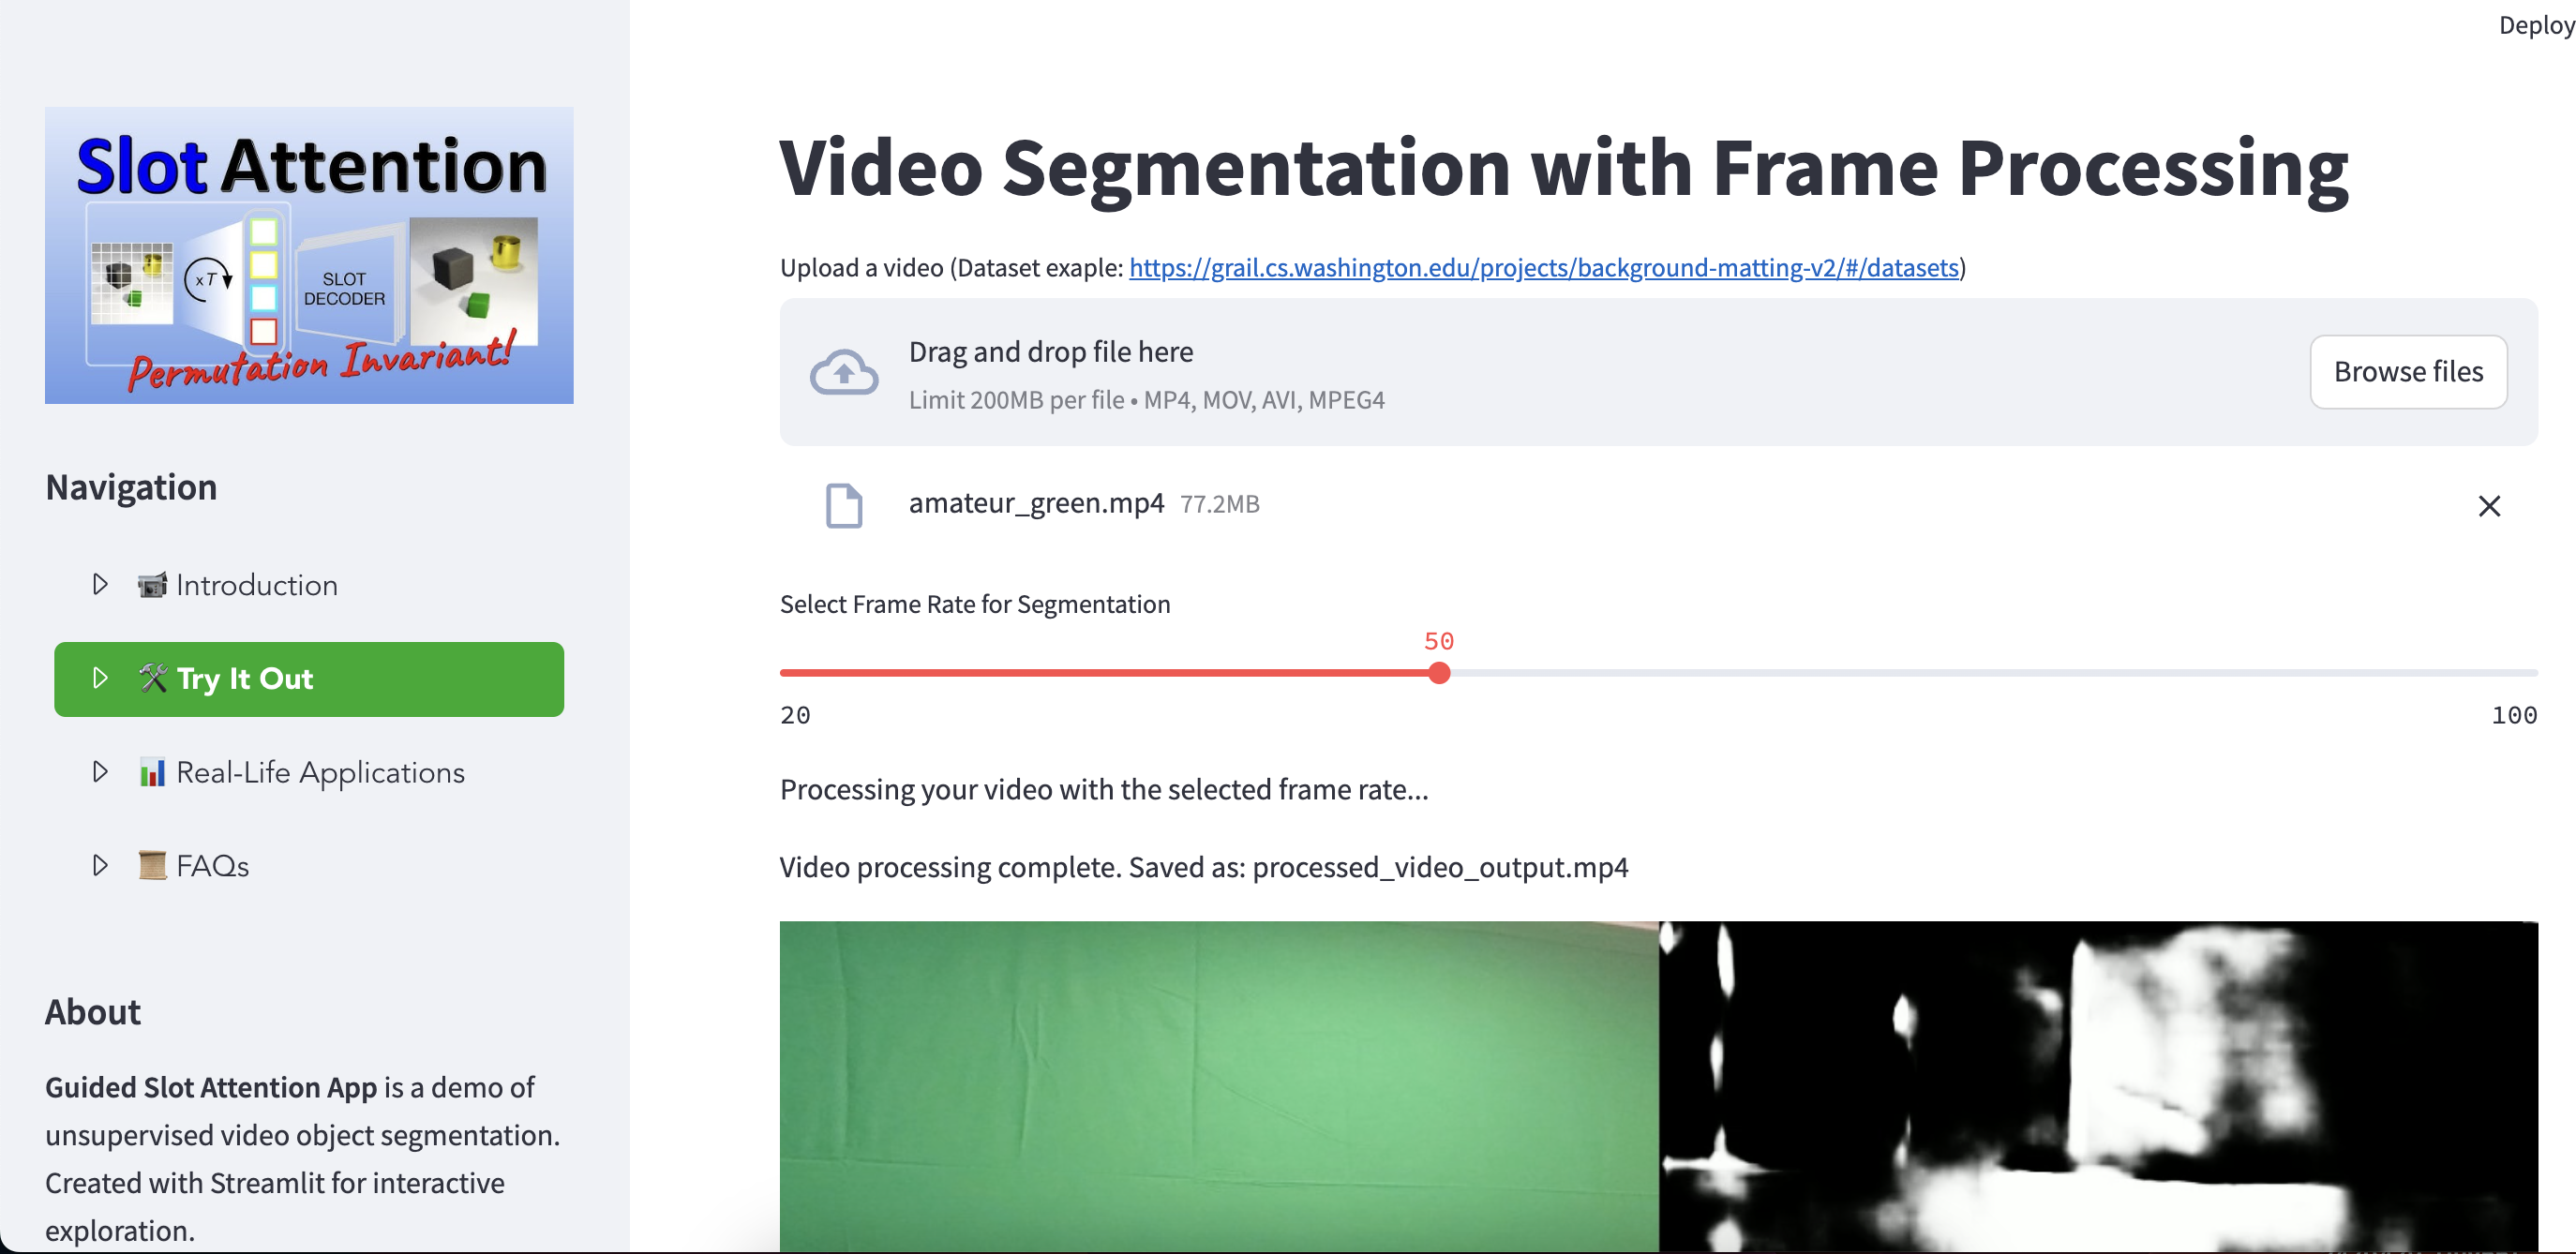 Deploy
Slot Attention
xT
SLOT
DECODER
Permutation Invariant!
Navigation
Introduction
Try It Out
Real-Life Applications
FAQs
About
Guided Slot Attention App is a demo of
unsupervised video object segmentation.
Created with Streamlit for interactive
exploration.
Video Segmentation with Frame Processing
Upload a video (Dataset exaple: https://grail.cs.washington.edu/projects/background-matting-v2/#/datasets)
Drag and drop file here
Limit 200MB per file • MP4, MOV, AVI, MPEG4
Browse files
amateur_green.mp4 77.2MB
Select Frame Rate for Segmentation
50
20 100
Processing your video with the selected frame rate...
Video processing complete. Saved as: processed_video_output.mp4